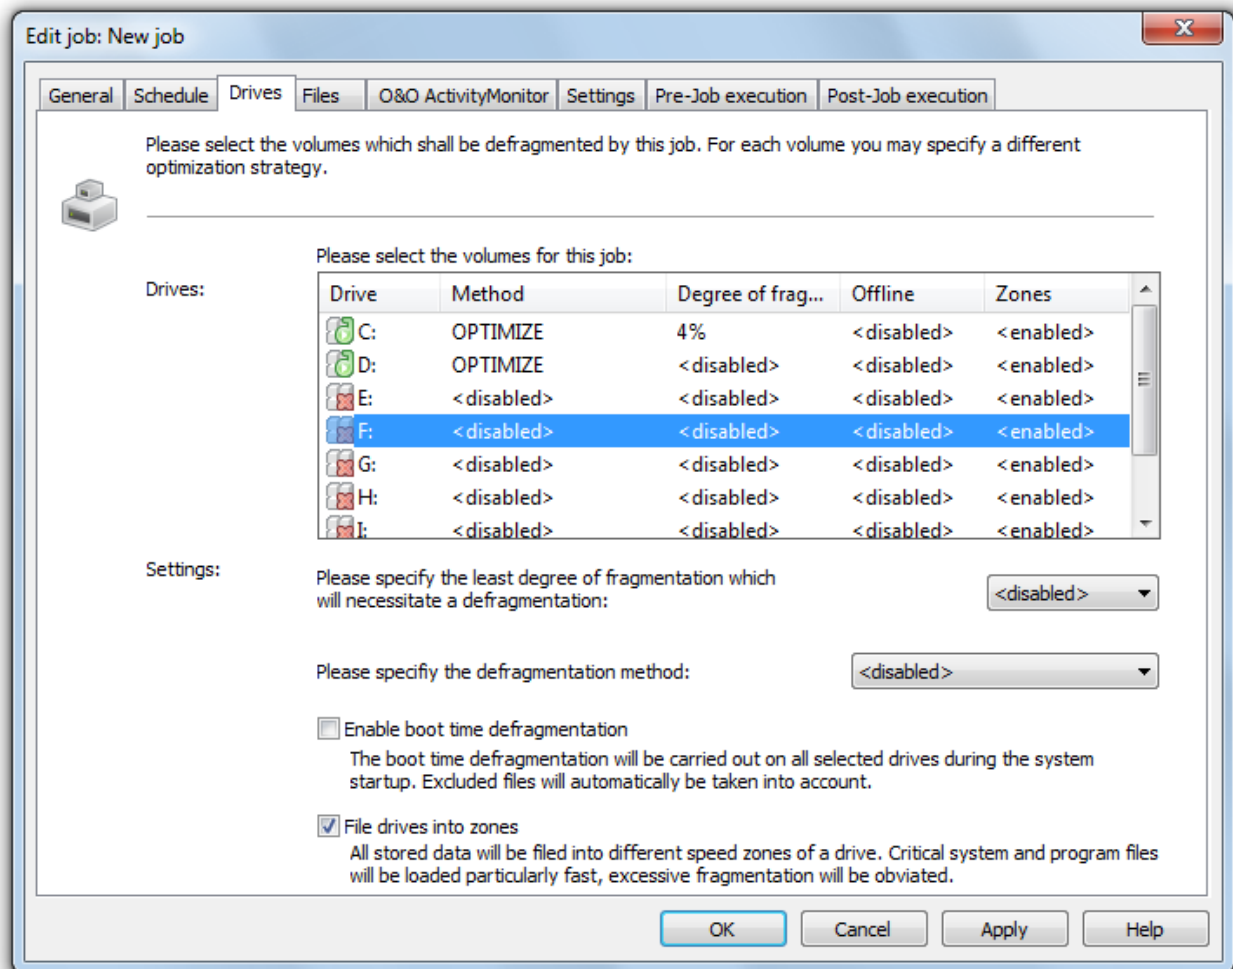 Edit job: New job
General Schedule Drives Files O&O ActivityMonitor Settings Pre-Job execution Post-Job execution
Please select the volumes which shall be defragmented by this job. For each volume you may specify a different
optimization strategy.
Please select the volumes for this job:
Drives:
Drive Method Degree of frag... Offline Zones
C: OPTIMIZE 4% <disabled> <enabled>
D: OPTIMIZE <disabled> <disabled> <enabled>
E: <disabled> <disabled> <disabled> <enabled>
F: <disabled> <disabled> <disabled> <enabled>
G: <disabled> <disabled> <disabled> <enabled>
H: <disabled> <disabled> <disabled> <enabled>
I: <disabled> <disabled> <disabled> <enabled>
Settings:
Please specify the least degree of fragmentation which
will necessitate a defragmentation:
<disabled>
Please specify the defragmentation method:
<disabled>
Enable boot time defragmentation
The boot time defragmentation will be carried out on all selected drives during the system
startup. Excluded files will automatically be taken into account.
File drives into zones
All stored data will be filed into different speed zones of a drive. Critical system and program files
will be loaded particularly fast, excessive fragmentation will be obviated.
OK Cancel Apply Help